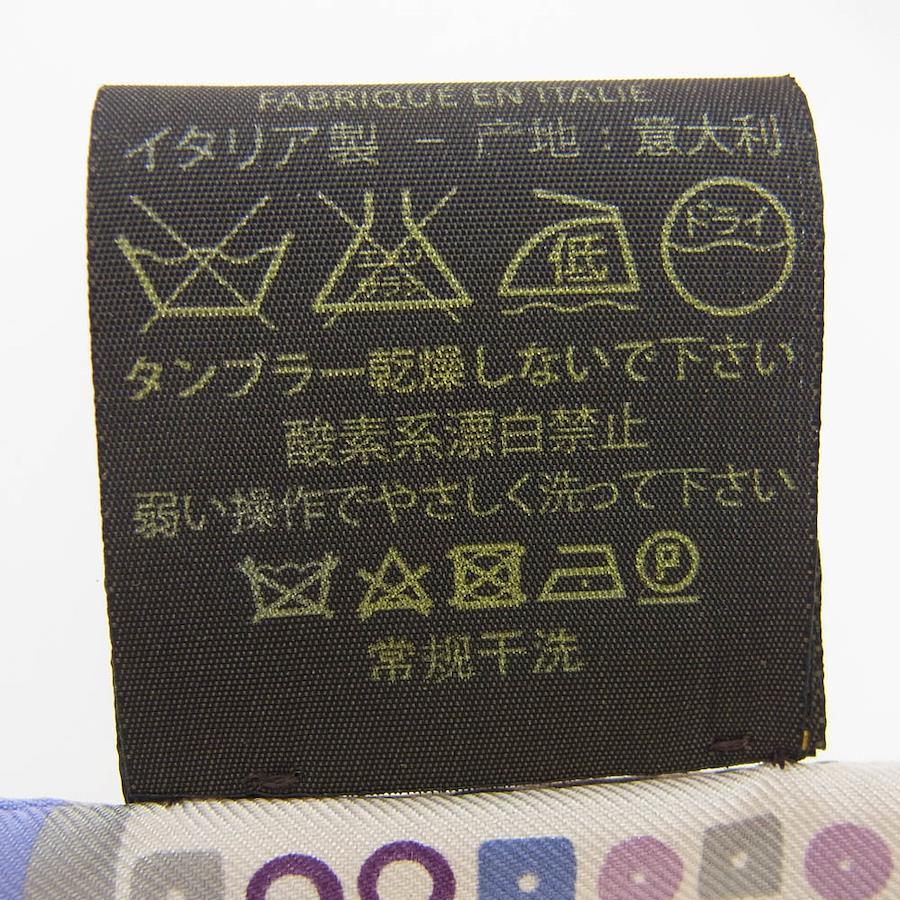 FABRIQUE EN ITALIE
イタリア製 - 产地：意大利
低 ドライ
タンブラー乾燥しないで下さい
酸素系漂白禁止
弱い操作でやさしく洗って下さい
P
常规干洗